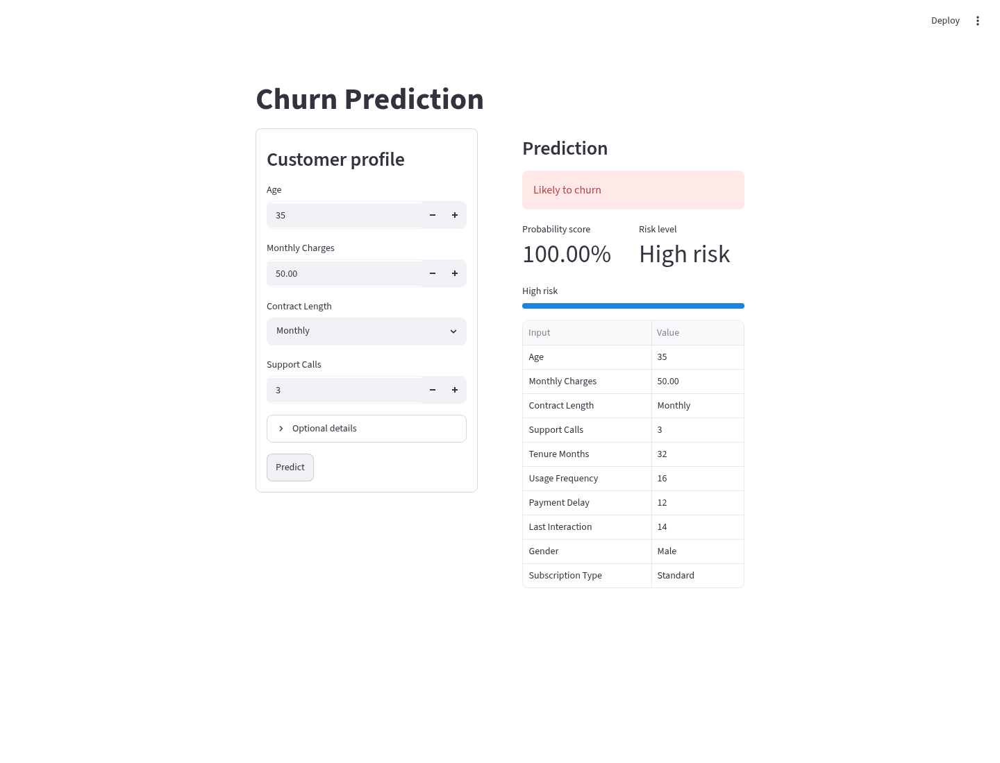 Deploy
Churn Prediction
Customer profile
Age
35
Monthly Charges
50.00
Contract Length
Monthly
Support Calls
3
Optional details
Predict
Prediction
Likely to churn
Probability score Risk level
100.00% High risk
High risk
Input Value
Age 35
Monthly Charges 50.00
Contract Length Monthly
Support Calls 3
Tenure Months 32
Usage Frequency 16
Payment Delay 12
Last Interaction 14
Gender Male
Subscription Type Standard